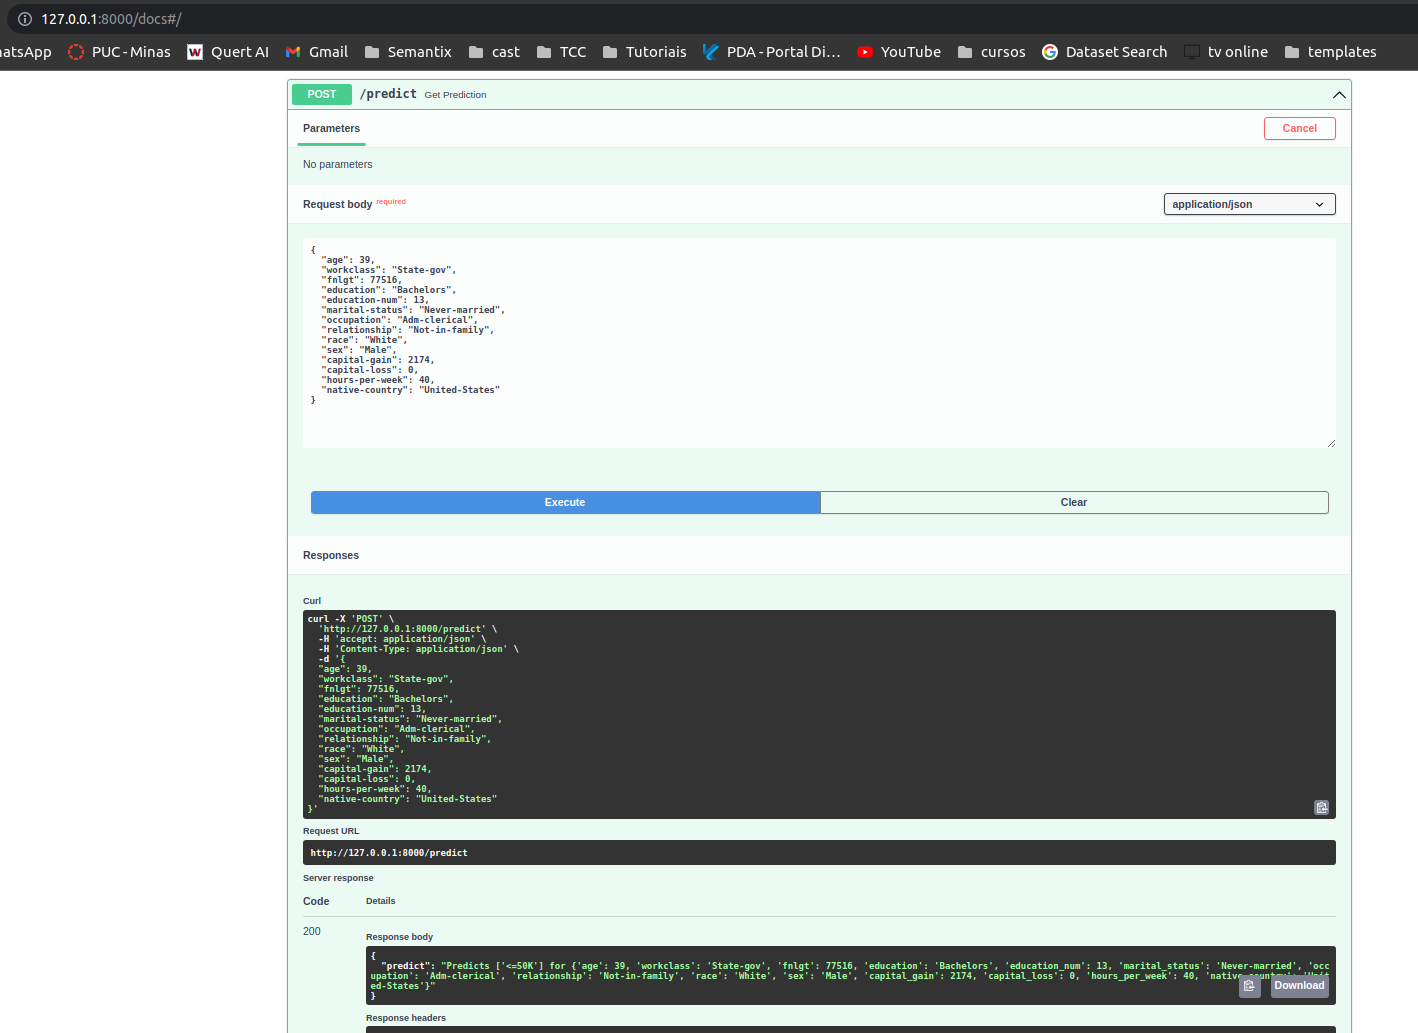 127.0.0.1:8000/docs#/
hatsApp PUC - Minas Quert AI Gmail Semantix cast TCC Tutoriais PDA - Portal Di... YouTube cursos Dataset Search tv online templates
POST /predict Get Prediction
Parameters Cancel
No parameters
Request body required application/json
{
"age": 39,
"workclass": "State-gov",
"fnlgt": 77516,
"education": "Bachelors",
"education-num": 13,
"marital-status": "Never-married",
"occupation": "Adm-clerical",
"relationship": "Not-in-family",
"race": "White",
"sex": "Male",
"capital-gain": 2174,
"capital-loss": 0,
"hours-per-week": 40,
"native-country": "United-States"
}
Execute Clear
Responses
Curl
curl -X 'POST' \
'http://127.0.0.1:8000/predict' \
-H 'accept: application/json' \
-H 'Content-Type: application/json' \
-d '{
"age": 39,
"workclass": "State-gov",
"fnlgt": 77516,
"education": "Bachelors",
"education-num": 13,
"marital-status": "Never-married",
"occupation": "Adm-clerical",
"relationship": "Not-in-family",
"race": "White",
"sex": "Male",
"capital-gain": 2174,
"capital-loss": 0,
"hours-per-week": 40,
"native-country": "United-States"
}'
Request URL
http://127.0.0.1:8000/predict
Server response
Code Details
200
Response body
{
"predict": "Predicts ['<=50K'] for {'age': 39, 'workclass': 'State-gov', 'fnlgt': 77516, 'education': 'Bachelors', 'education_num': 13, 'marital_status': 'Never-married', 'occ
upation': 'Adm-clerical', 'relationship': 'Not-in-family', 'race': 'White', 'sex': 'Male', 'capital_gain': 2174, 'capital_loss': 0, 'hours_per_week': 40, 'native_country': 'Unit
ed-States'}"
}
Download
Response headers